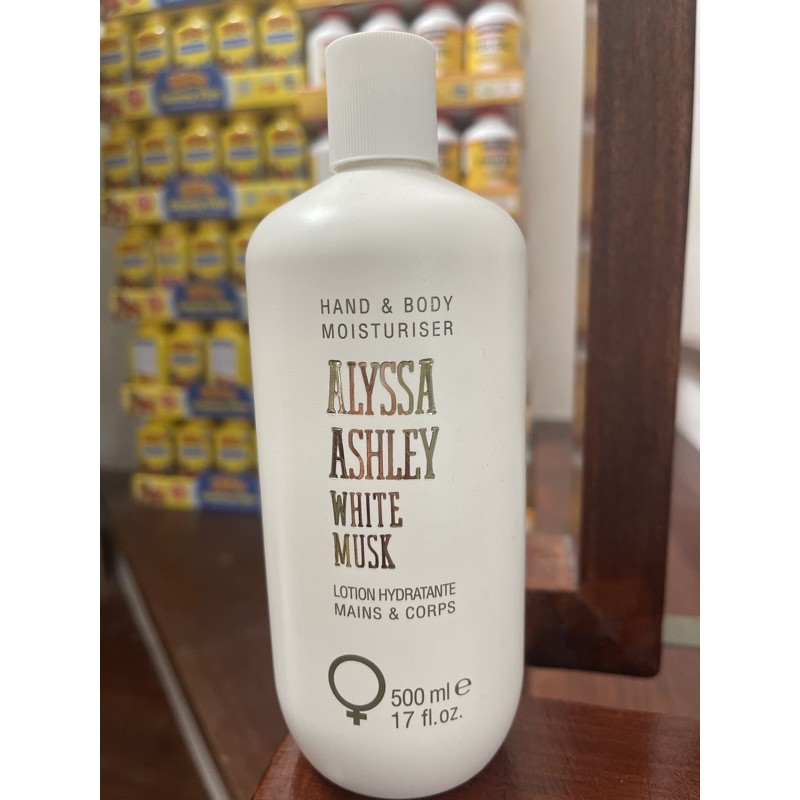 HAND & BODY
MOISTURISER
ALYSSA
ASHLEY
WHITE
MUSK
LOTION HYDRATANTE
MAINS & CORPS
500 ml e
17 fl.oz.